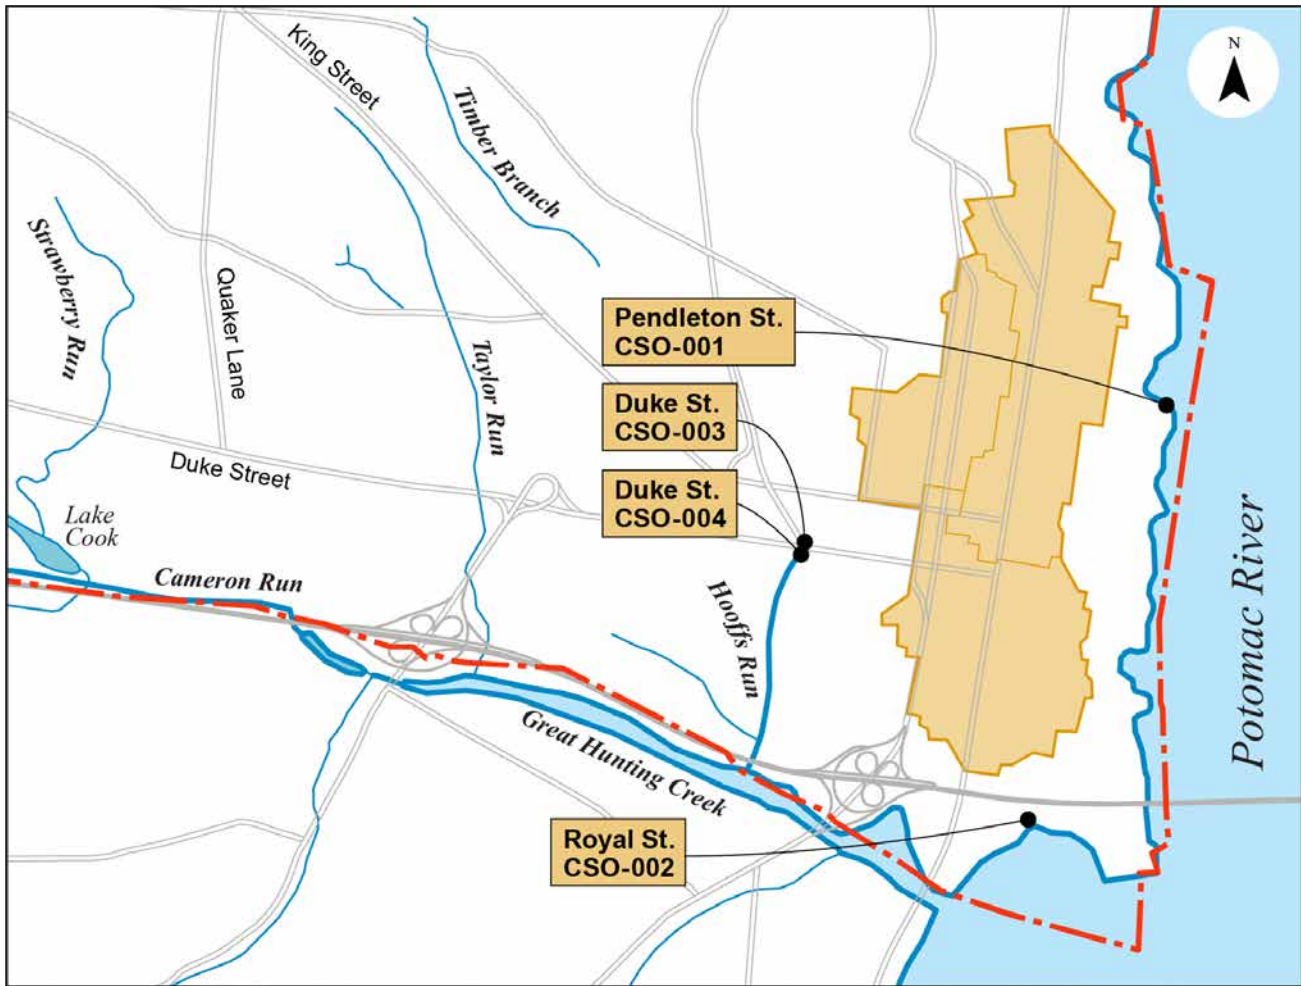 N
King Street
Timber Branch
Strawberry Run
Quaker Lane
Pendleton St.
CSO-001
Taylor Run
Duke St.
CSO-003
Duke Street
Duke St.
CSO-004
Lake
Cook
Cameron Run
Hooffs Run
Potomac River
Great Hunting Creek
Royal St.
CSO-002